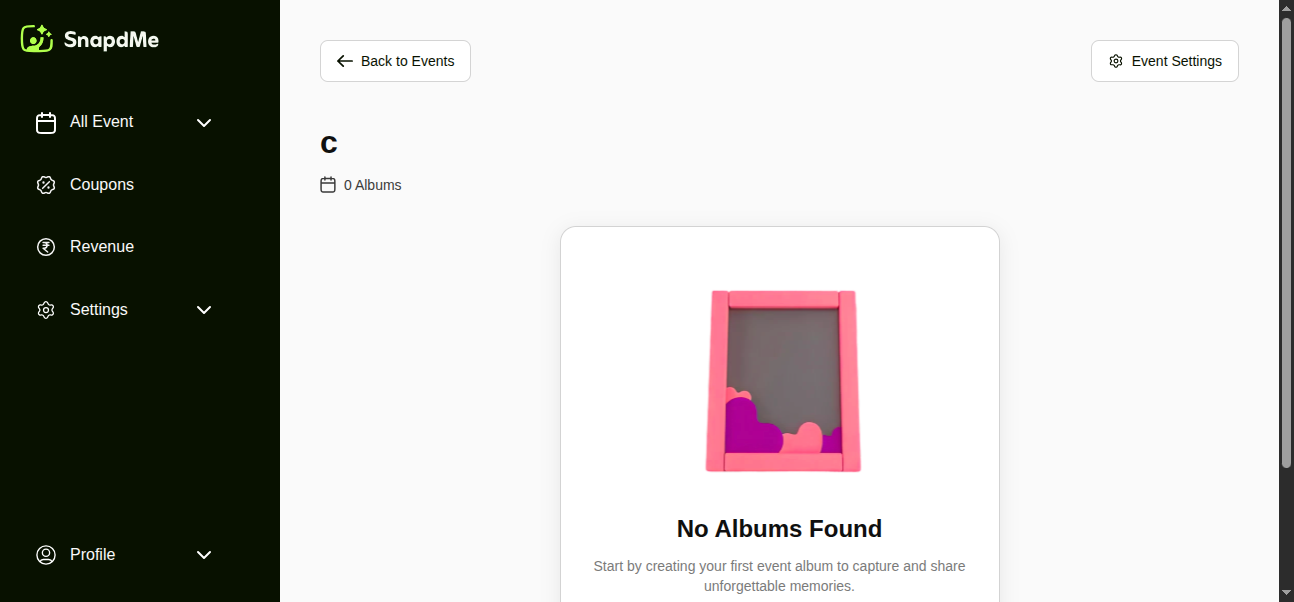 SnapdMe
All Event
Coupons
Revenue
Settings
Profile
Back to Events
Event Settings
c
0 Albums
No Albums Found
Start by creating your first event album to capture and share
unforgettable memories.